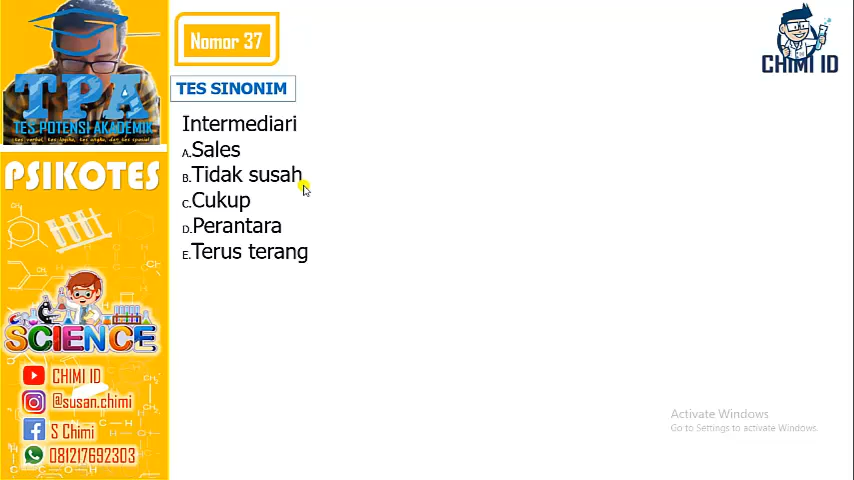 Nomor 37
CHIMI ID
TPA
TES POTENSI AKADEMIK
TES SINONIM
Intermediari
A.Sales
B.Tidak susah
C.Cukup
D.Perantara
E.Terus terang
PSIKOTES
SCIENCE
CHIMI ID
@susan.chimi
S Chimi
081217692303
Activate Windows
Go to Settings to activate Windows.